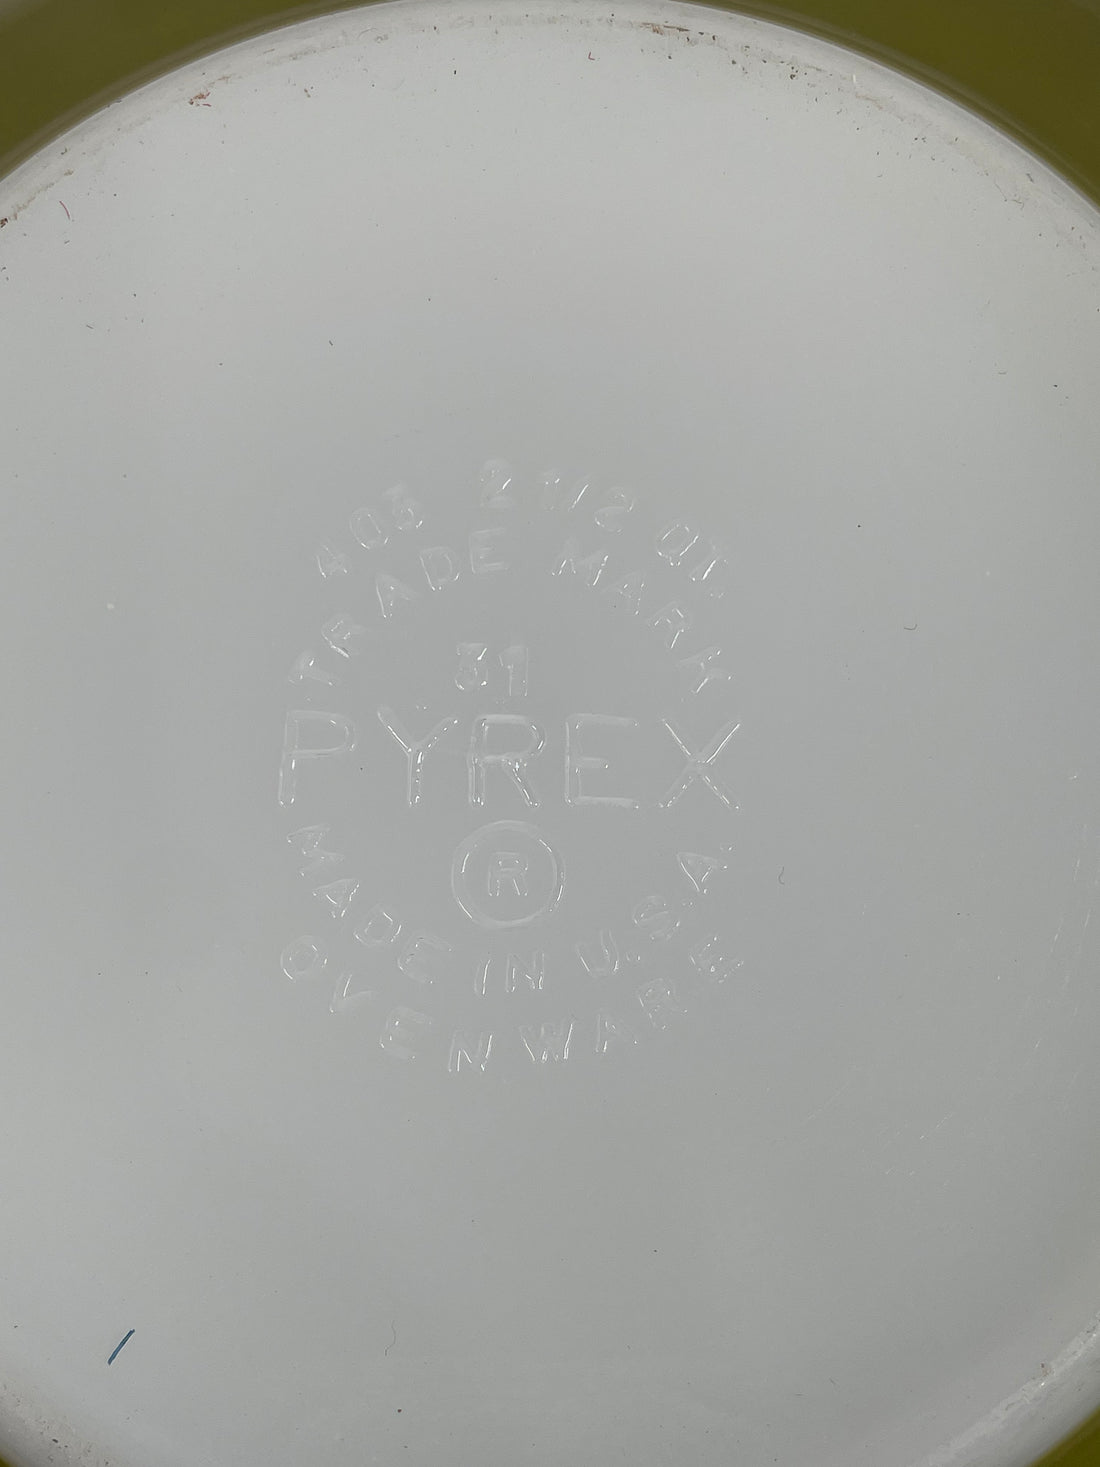 403 2 1/2 QT.
TRADE MARK
31
PYREX
®
MADE IN U.S.A.
OVENWARE